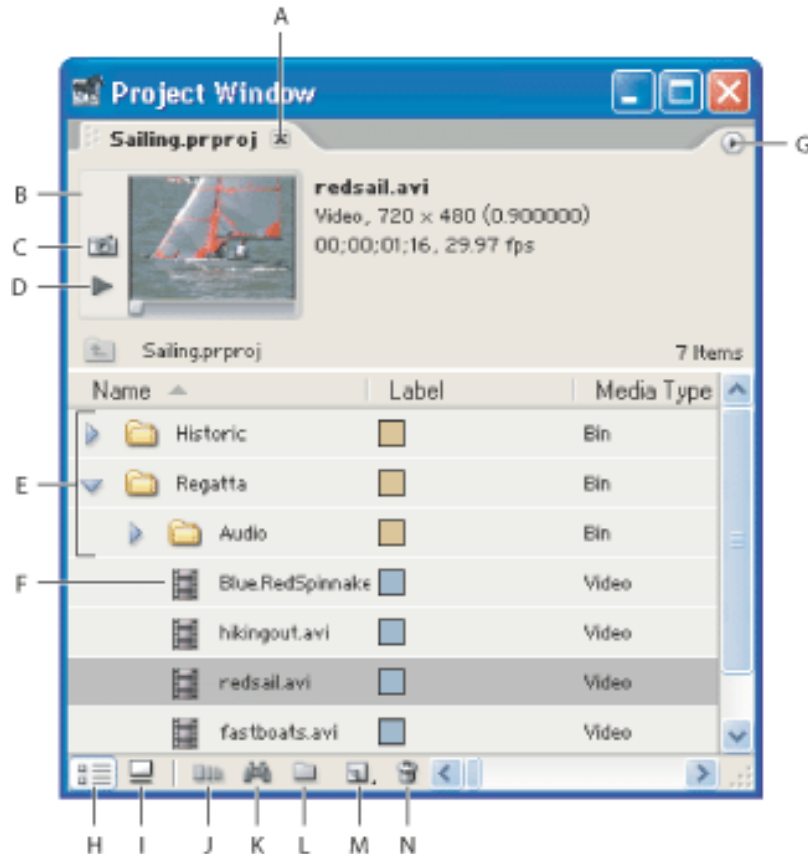 A
Project Window
Sailing.prproj
G
B
redsail.avi
Video, 720 × 480 (0.900000)
C
00;00;01;16, 29.97 fps
D
Sailing.prproj 7 Items
Name Label Media Type
Historic Bin
E
Regatta Bin
Audio Bin
F
Blue.RedSpinnake Video
hikingout.avi Video
redsail.avi Video
fastboats.avi Video
H I J K L M N